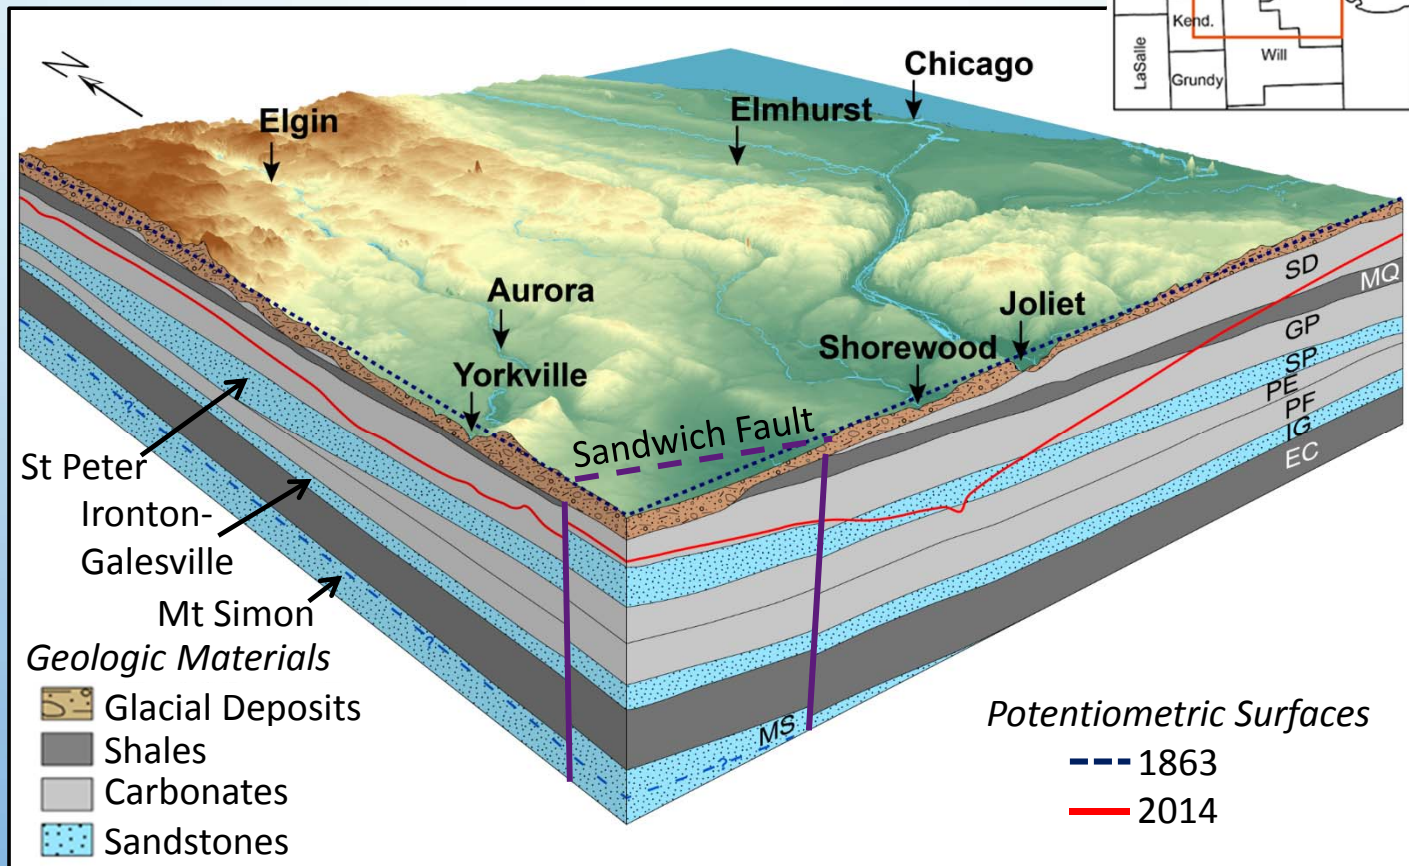 Kend.
LaSalle
Will
Grundy
N
Chicago
Elmhurst
Elgin
Aurora
Joliet
Shorewood
Yorkville
Sandwich Fault
SD
MQ
GP
SP
PE
PF
IG
EC
MS
?
?
?
St Peter
Ironton-
Galesville
Mt Simon
Geologic Materials
Glacial Deposits
Shales
Carbonates
Sandstones
Potentiometric Surfaces
1863
2014